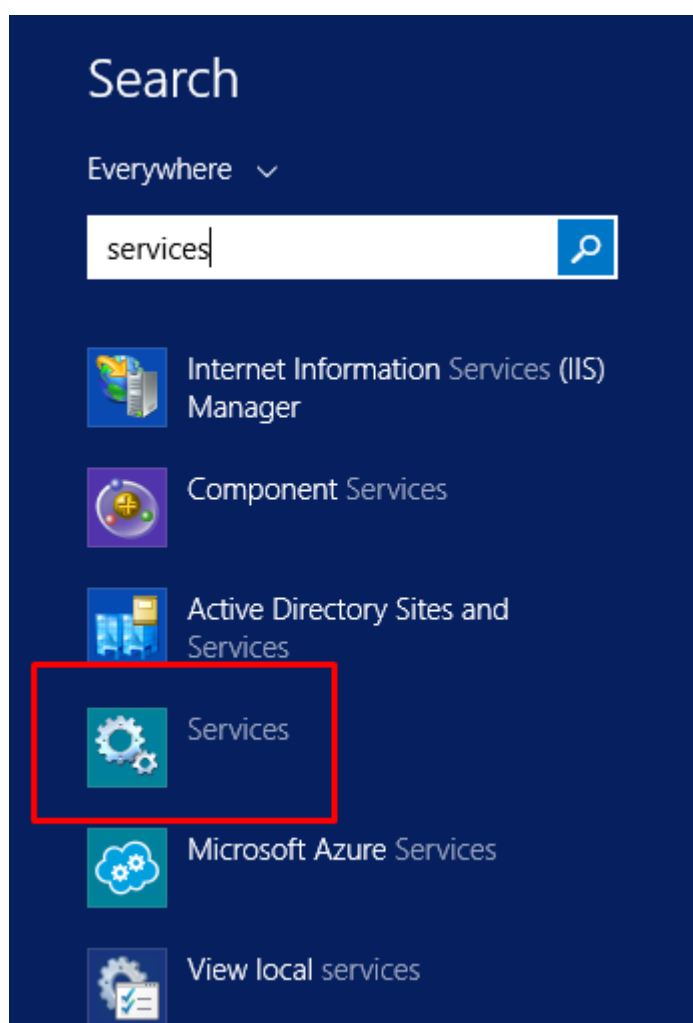 Search
Everywhere
services
Internet Information Services (IIS)
Manager
Component Services
Active Directory Sites and
Services
Services
Microsoft Azure Services
View local services